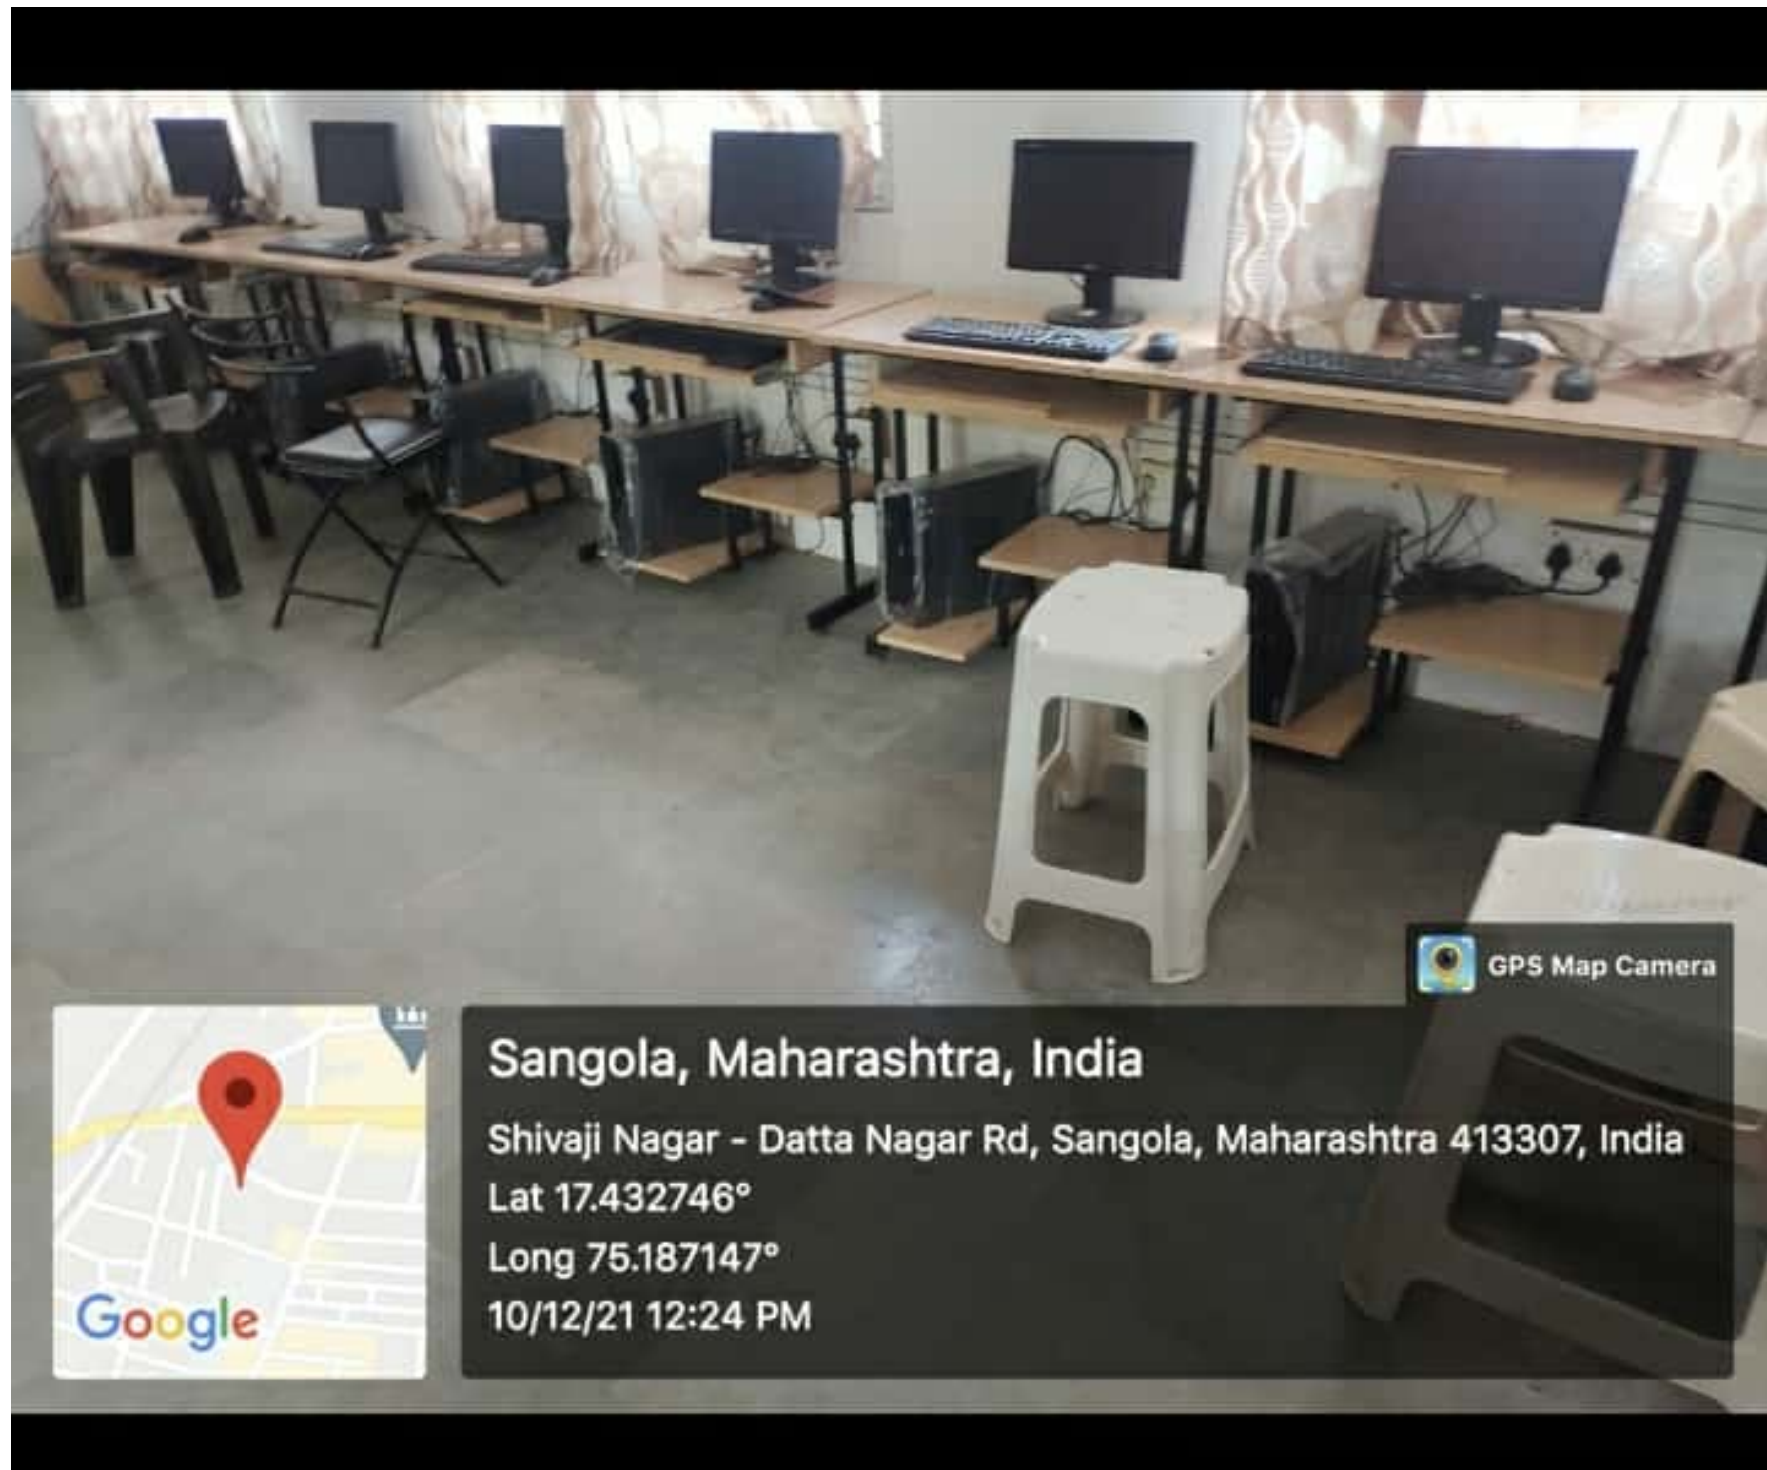 GPS Map Camera
Sangola, Maharashtra, India
Shivaji Nagar - Datta Nagar Rd, Sangola, Maharashtra 413307, India
Lat 17.432746°
Long 75.187147°
10/12/21 12:24 PM
Google